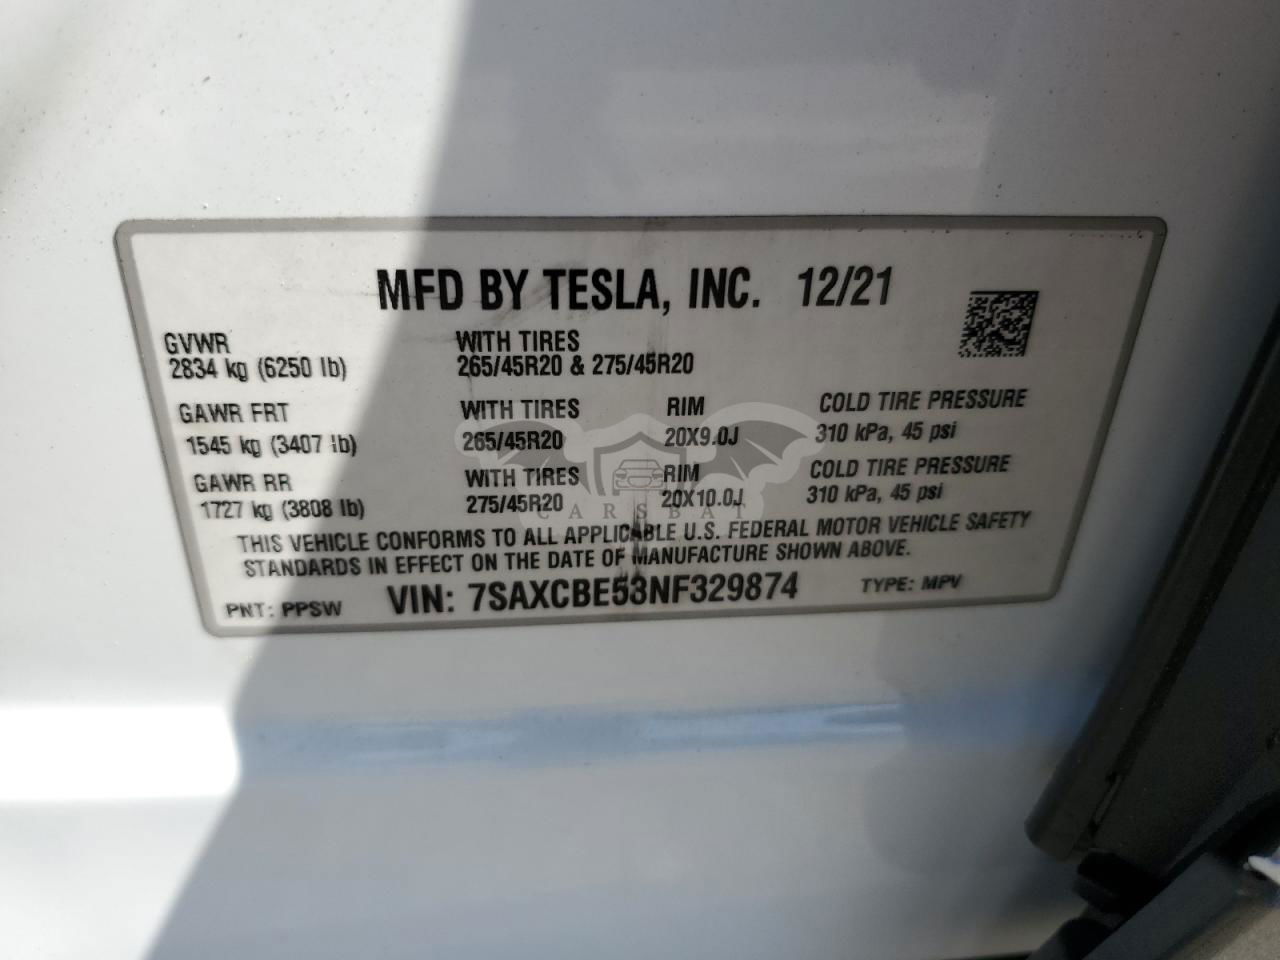 MFD BY TESLA, INC. 12/21
GVWR WITH TIRES
2834 kg (6250 lb) 265/45R20 & 275/45R20
GAWR FRT WITH TIRES RIM COLD TIRE PRESSURE
1545 kg (3407 lb) 265/45R20 20X9.0J 310 kPa, 45 psi
GAWR RR WITH TIRES RIM COLD TIRE PRESSURE
1727 kg (3808 lb) 275/45R20 20X10.0J 310 kPa, 45 psi
CARSBAT
THIS VEHICLE CONFORMS TO ALL APPLICABLE U.S. FEDERAL MOTOR VEHICLE SAFETY
STANDARDS IN EFFECT ON THE DATE OF MANUFACTURE SHOWN ABOVE.
PNT: PPSW VIN: 7SAXCBE53NF329874 TYPE: MPV